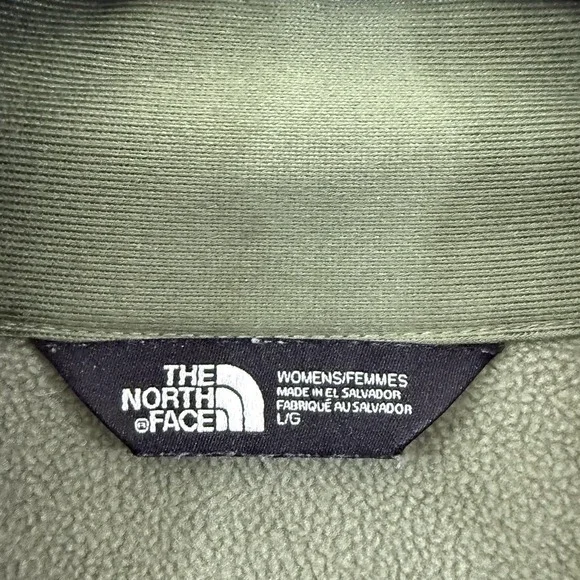 THE
NORTH
®FACE
WOMENS/FEMMES
MADE IN EL SALVADOR
FABRIQUÉ AU SALVADOR
L/G